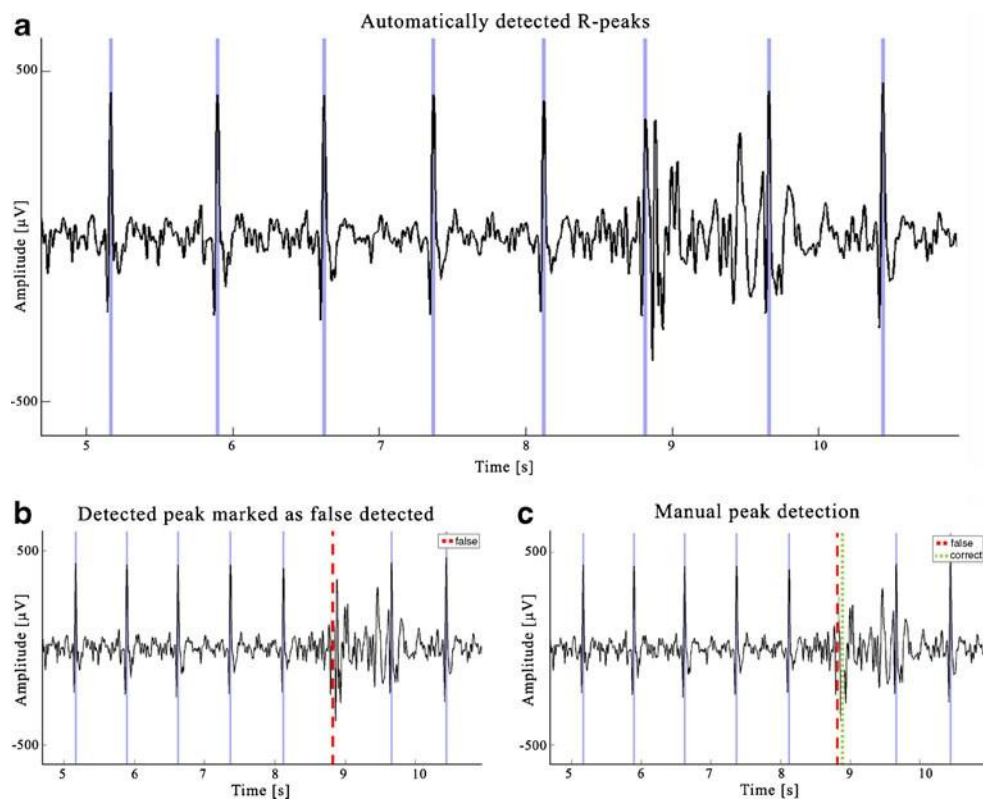 a
Automatically detected R-peaks
500
Amplitude [µV]
-500
5 6 7 8 9 10
Time [s]
b
Detected peak marked as false detected
false
500
Amplitude [µV]
-500
5 6 7 8 9 10
Time [s]
c
Manual peak detection
false
correct
500
Amplitude [µV]
-500
5 6 7 8 9 10
Time [s]